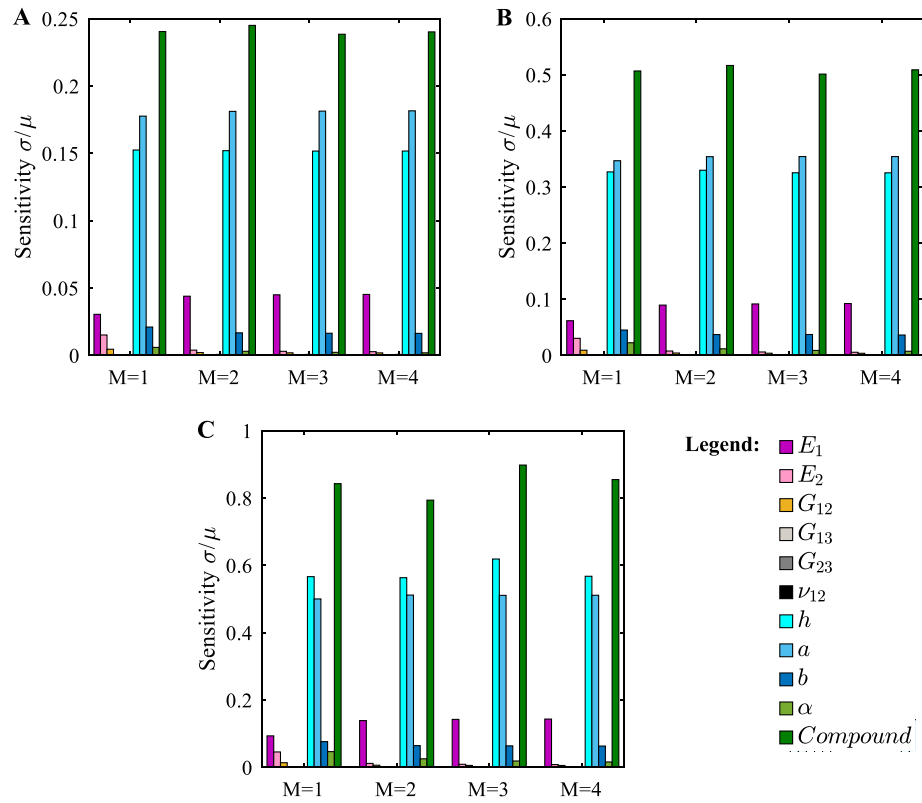 A
Sensitivity σ/μ
0.25
0.2
0.15
0.1
0.05
0
M=1 M=2 M=3 M=4
B
Sensitivity σ/μ
0.6
0.5
0.4
0.3
0.2
0.1
0
M=1 M=2 M=3 M=4
C
Sensitivity σ/μ
1
0.8
0.6
0.4
0.2
0
M=1 M=2 M=3 M=4
Legend:
E₁
E₂
G₁₂
G₁₃
G₂₃
ν₁₂
h
a
b
α
Compound